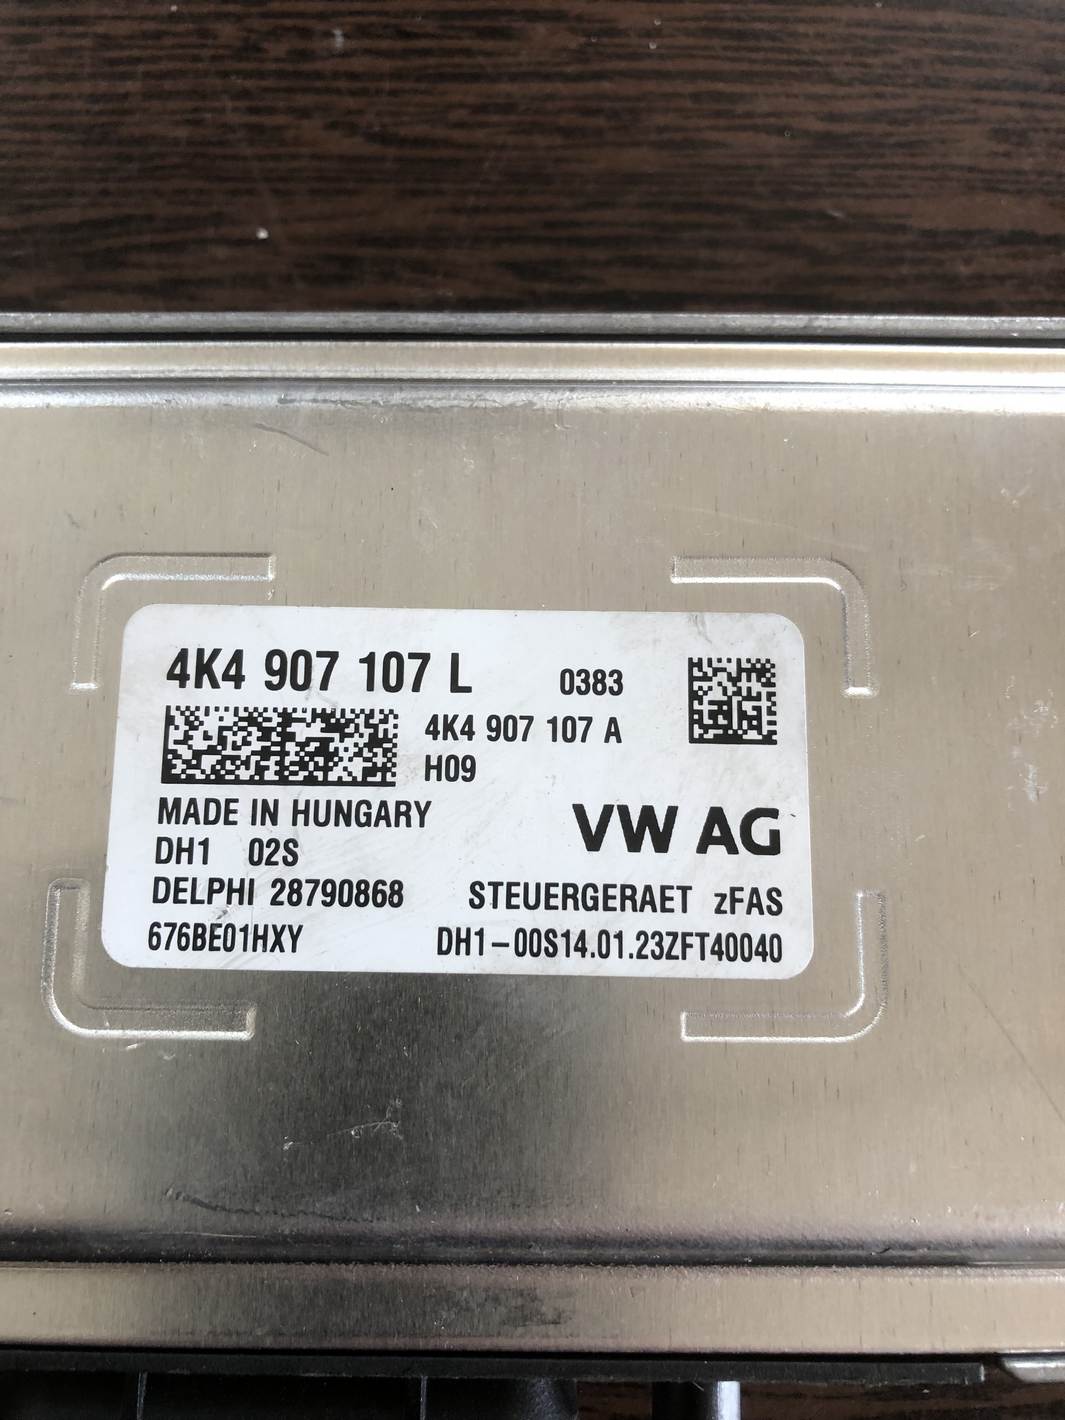 4K4 907 107 L 0383
4K4 907 107 A
H09
MADE IN HUNGARY
VW AG
DH1 02S
DELPHI 28790868 STEUERGERAET zFAS
676BE01HXY DH1-00S14.01.23ZFT40040